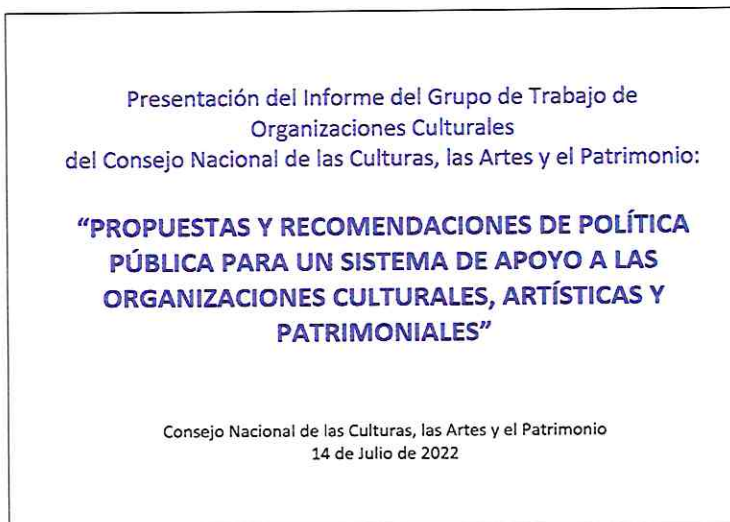 Presentación del Informe del Grupo de Trabajo de
Organizaciones Culturales
del Consejo Nacional de las Culturas, las Artes y el Patrimonio:
“PROPUESTAS Y RECOMENDACIONES DE POLÍTICA
PÚBLICA PARA UN SISTEMA DE APOYO A LAS
ORGANIZACIONES CULTURALES, ARTÍSTICAS Y
PATRIMONIALES”
Consejo Nacional de las Culturas, las Artes y el Patrimonio
14 de Julio de 2022